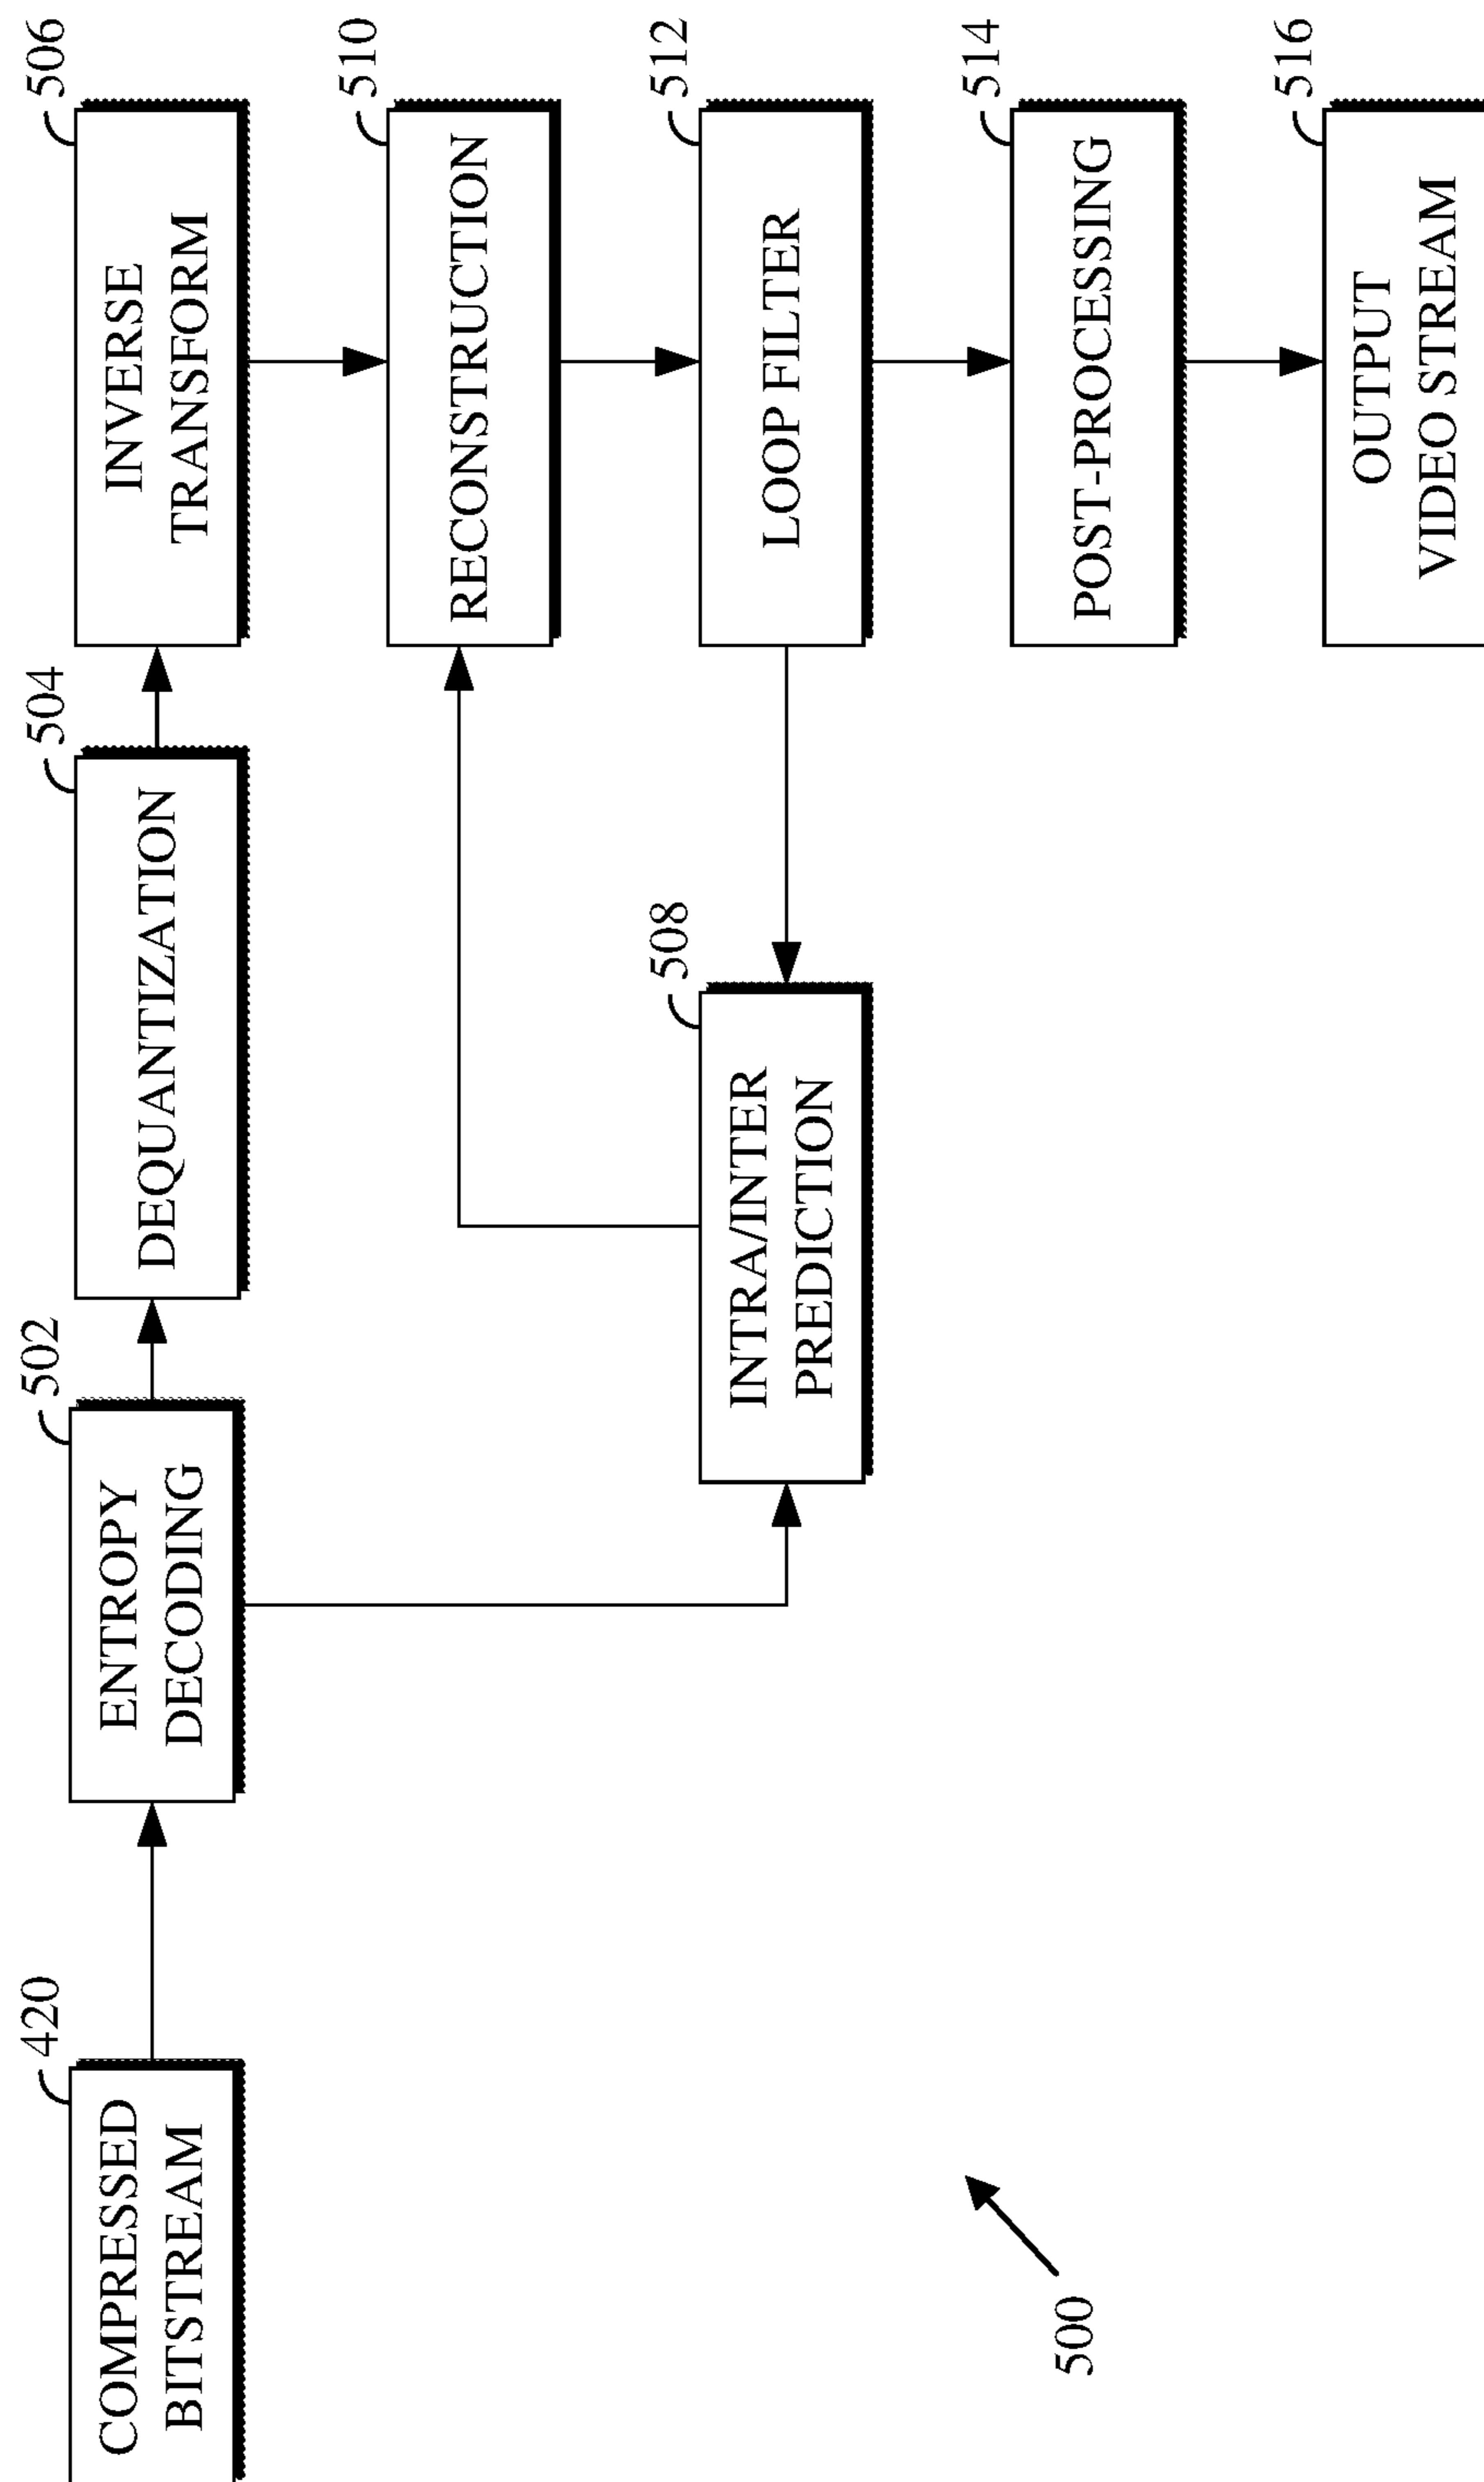 420
COMPRESSED
BITSTREAM
502
ENTROPY
DECODING
504
DEQUANTIZATION
506
INVERSE
TRANSFORM
510
RECONSTRUCTION
508
INTRA/INTER
PREDICTION
512
LOOP FILTER
514
POST-PROCESSING
516
OUTPUT
VIDEO STREAM
500